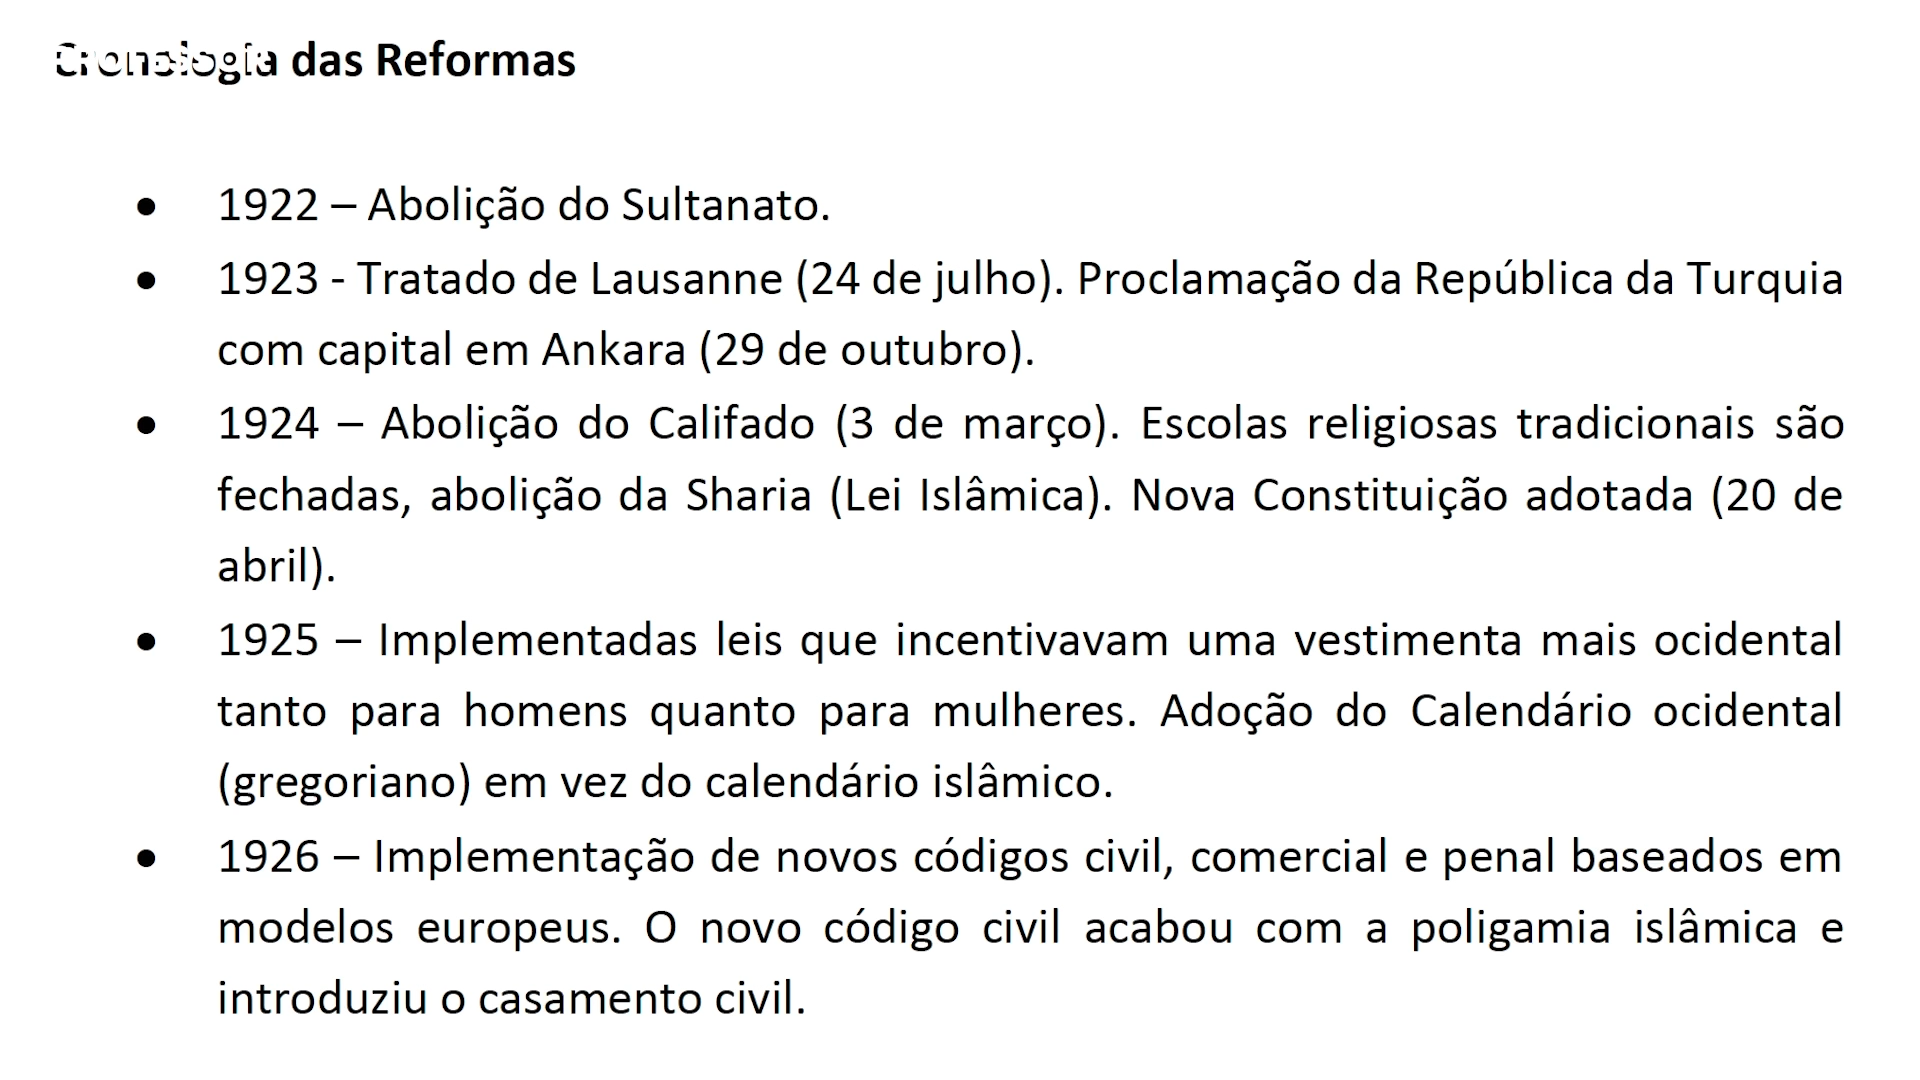 Cronologia das Reformas
• 1922 – Abolição do Sultanato.
• 1923 - Tratado de Lausanne (24 de julho). Proclamação da República da Turquia
com capital em Ankara (29 de outubro).
• 1924 – Abolição do Califado (3 de março). Escolas religiosas tradicionais são
fechadas, abolição da Sharia (Lei Islâmica). Nova Constituição adotada (20 de
abril).
• 1925 – Implementadas leis que incentivavam uma vestimenta mais ocidental
tanto para homens quanto para mulheres. Adoção do Calendário ocidental
(gregoriano) em vez do calendário islâmico.
• 1926 – Implementação de novos códigos civil, comercial e penal baseados em
modelos europeus. O novo código civil acabou com a poligamia islâmica e
introduziu o casamento civil.